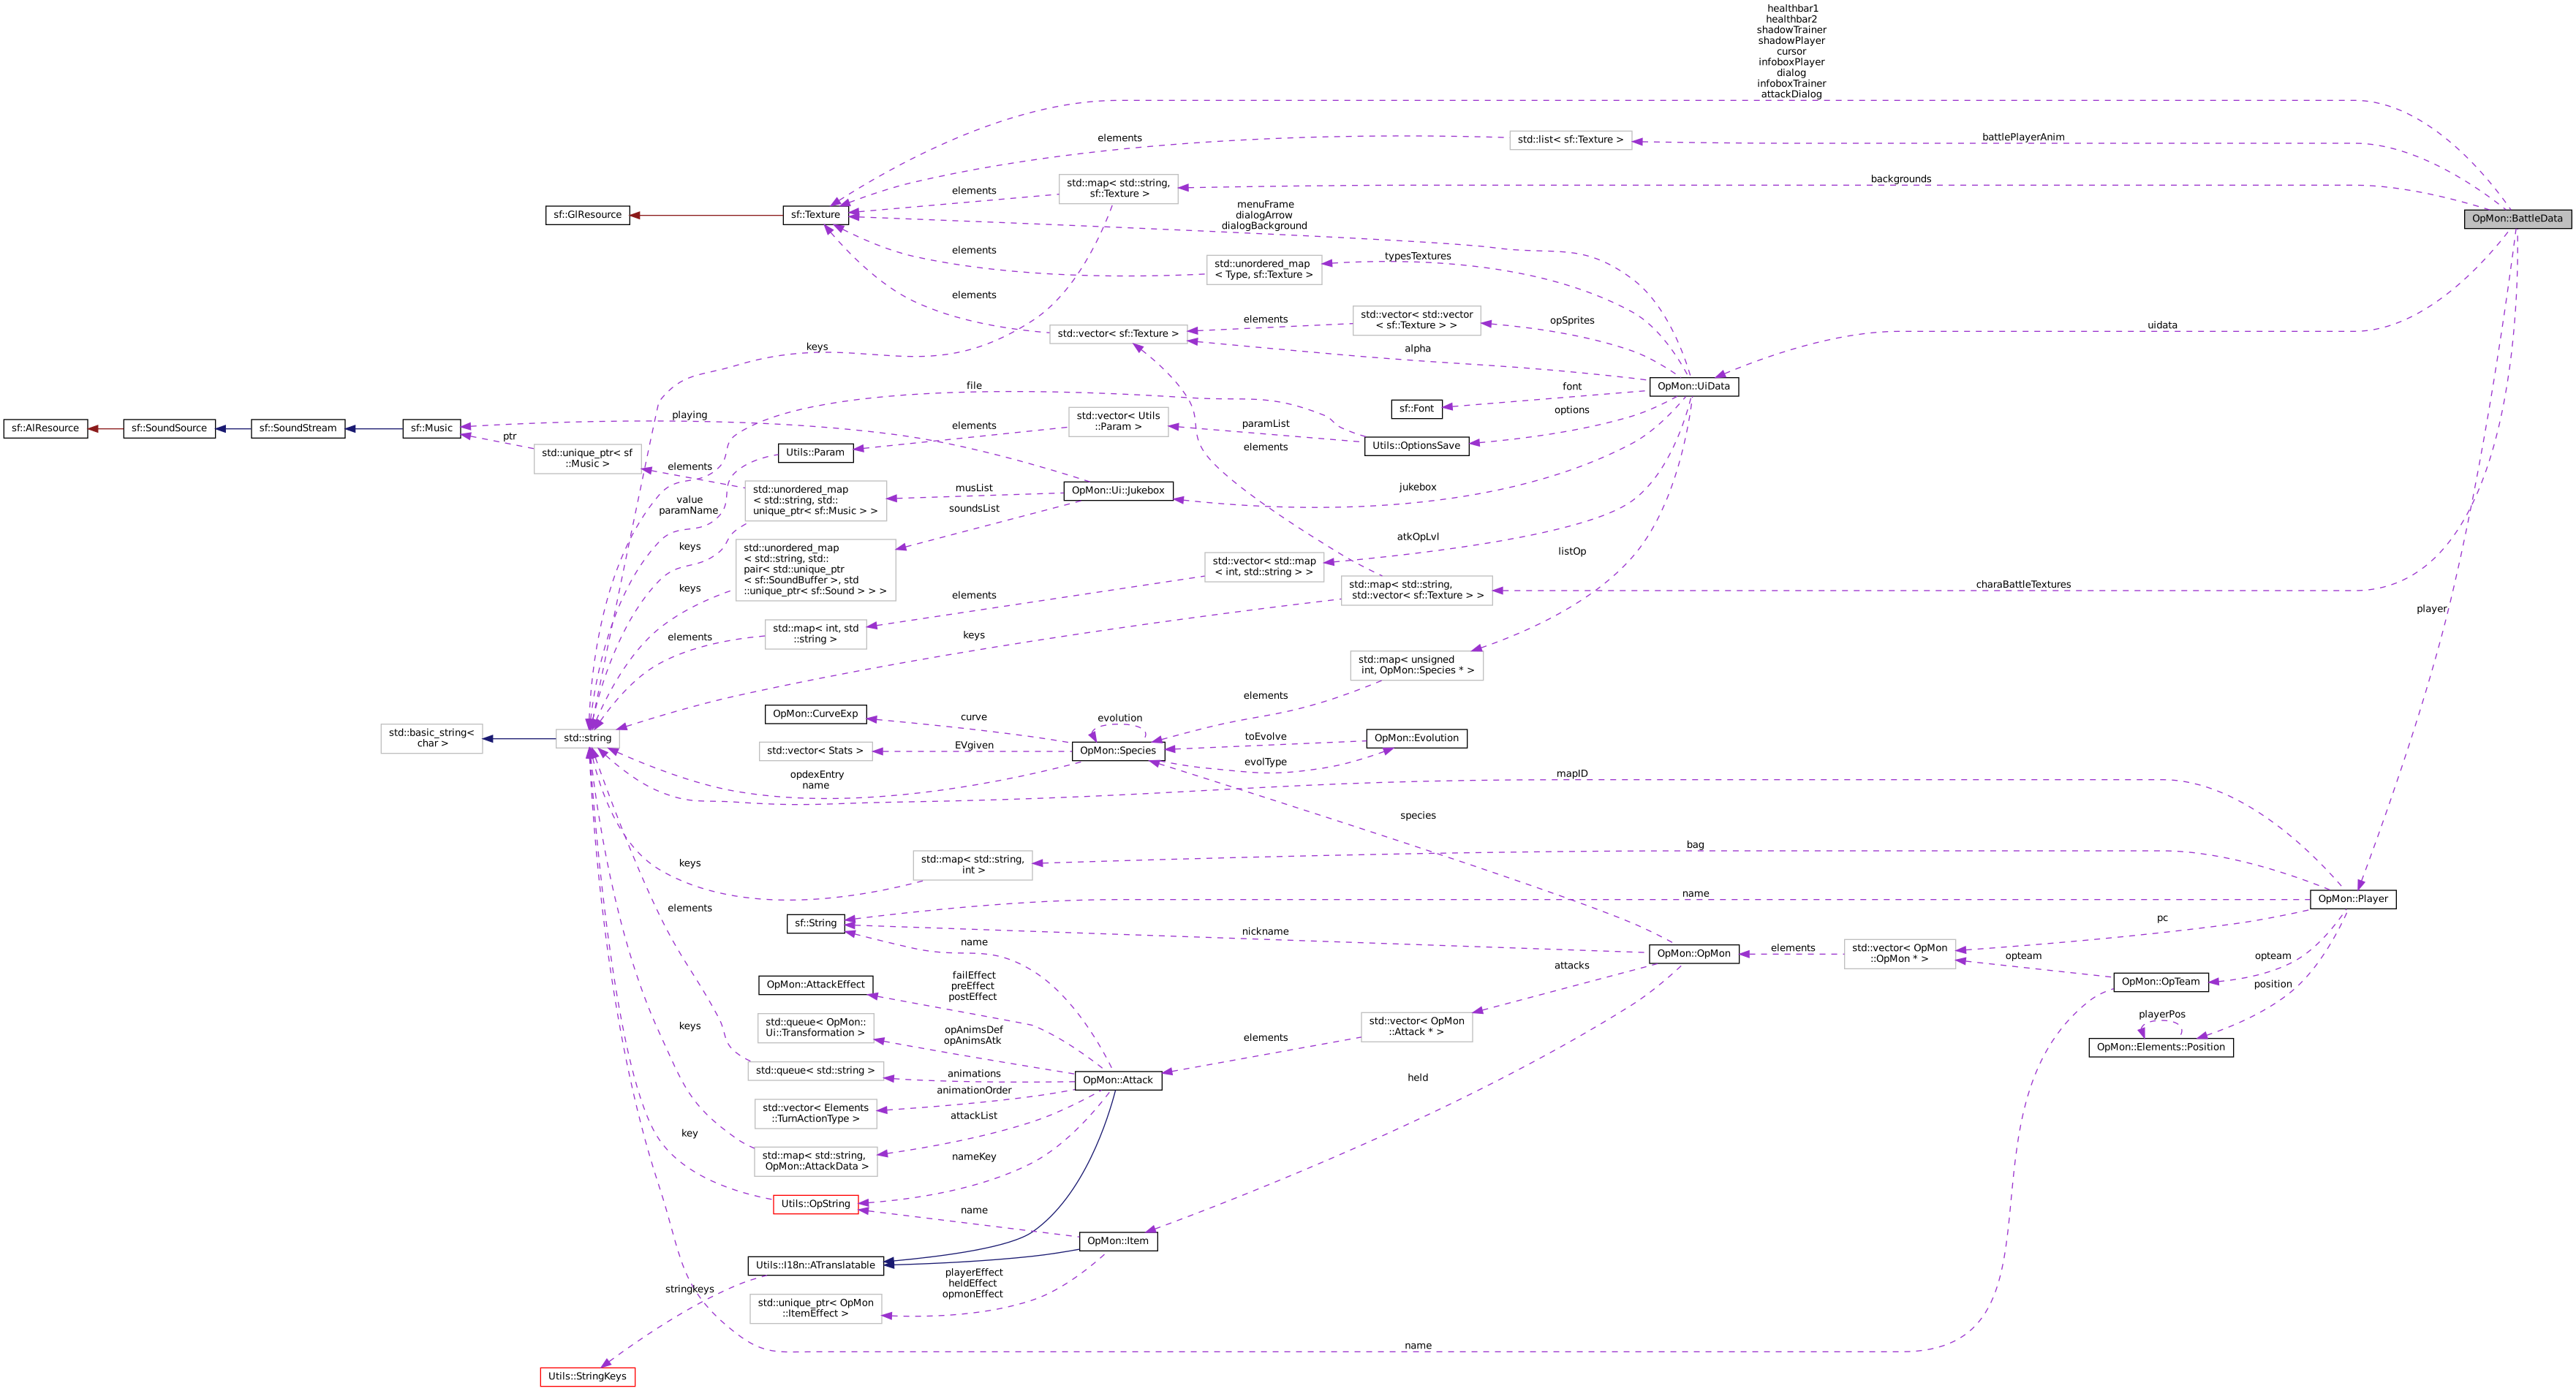 healthbar1
healthbar2
shadowTrainer
shadowPlayer
cursor
infoboxPlayer
dialog
infoboxTrainer
attackDialog
elements
std::list< sf::Texture >
battlePlayerAnim
std::map< std::string,
sf::Texture >
elements
backgrounds
sf::GlResource
sf::Texture
OpMon::BattleData
menuFrame
dialogArrow
dialogBackground
elements
std::unordered_map
< Type, sf::Texture >
typesTextures
elements
std::vector< sf::Texture >
elements
std::vector< std::vector
< sf::Texture > >
opSprites
uidata
keys
alpha
file
font
OpMon::UiData
sf::Font
options
sf::AlResource
sf::SoundSource
sf::SoundStream
sf::Music
playing
ptr
std::unique_ptr< sf
::Music >
elements
Utils::Param
elements
std::vector< Utils
::Param >
paramList
Utils::OptionsSave
elements
value
paramName
std::unordered_map
< std::string, std::
unique_ptr< sf::Music > >
musList
OpMon::Ui::Jukebox
jukebox
soundsList
keys
std::unordered_map
< std::string, std::
pair< std::unique_ptr
< sf::SoundBuffer >, std
::unique_ptr< sf::Sound > > >
keys
atkOpLvl
listOp
std::vector< std::map
< int, std::string > >
elements
std::map< std::string,
std::vector< sf::Texture > >
charaBattleTextures
player
elements
std::map< int, std
::string >
keys
std::map< unsigned
int, OpMon::Species * >
elements
OpMon::CurveExp
curve
evolution
std::basic_string<
char >
std::string
std::vector< Stats >
EVgiven
OpMon::Species
toEvolve
OpMon::Evolution
evolType
opdexEntry
name
mapID
species
keys
std::map< std::string,
int >
bag
elements
sf::String
name
OpMon::Player
name
nickname
OpMon::OpMon
elements
std::vector< OpMon
::OpMon * >
pc
opteam
opteam
OpMon::OpTeam
position
playerPos
OpMon::Elements::Position
OpMon::AttackEffect
failEffect
preEffect
postEffect
attacks
std::queue< OpMon::
Ui::Transformation >
opAnimsDef
opAnimsAtk
elements
std::vector< OpMon
::Attack * >
keys
std::queue< std::string >
animations
OpMon::Attack
held
std::vector< Elements
::TurnActionType >
animationOrder
attackList
key
std::map< std::string,
OpMon::AttackData >
nameKey
Utils::OpString
name
OpMon::Item
Utils::I18n::ATranslatable
stringkeys
std::unique_ptr< OpMon
::ItemEffect >
playerEffect
heldEffect
opmonEffect
name
Utils::StringKeys